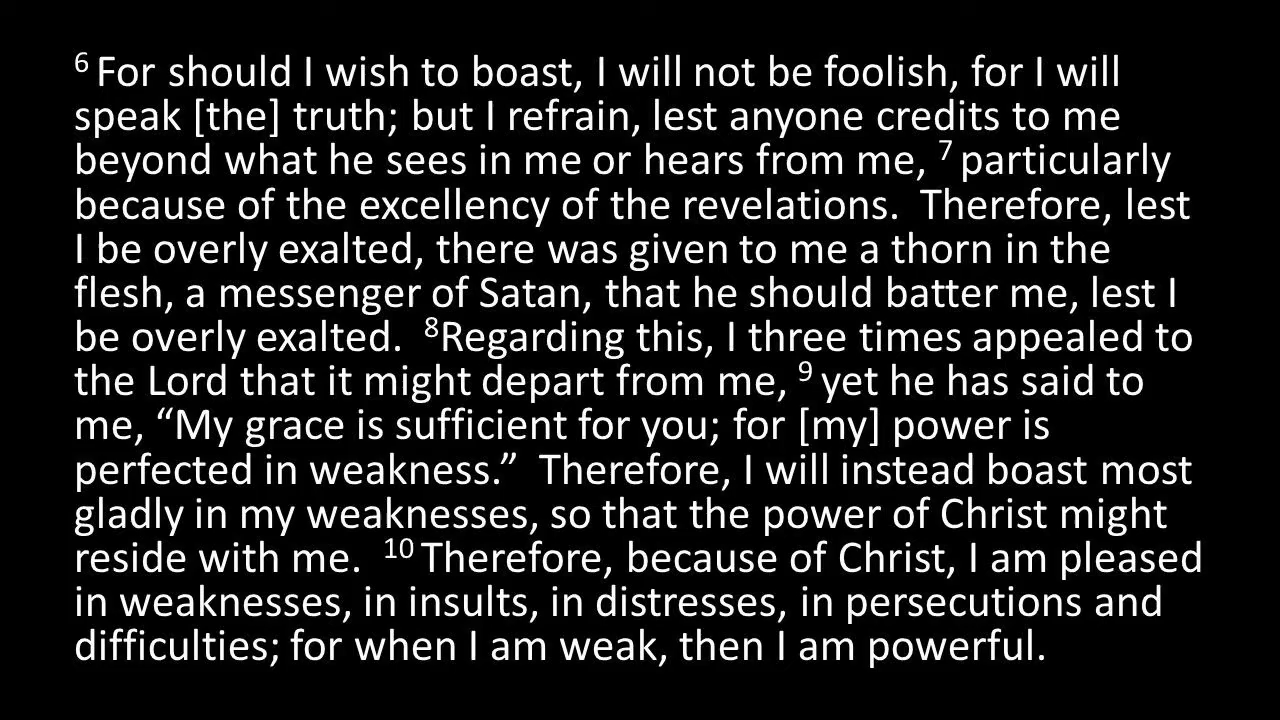 6 For should I wish to boast, I will not be foolish, for I will
speak [the] truth; but I refrain, lest anyone credits to me
beyond what he sees in me or hears from me, 7 particularly
because of the excellency of the revelations.  Therefore, lest
I be overly exalted, there was given to me a thorn in the
flesh, a messenger of Satan, that he should batter me, lest I
be overly exalted.  8Regarding this, I three times appealed to
the Lord that it might depart from me, 9 yet he has said to
me, “My grace is sufficient for you; for [my] power is
perfected in weakness.”  Therefore, I will instead boast most
gladly in my weaknesses, so that the power of Christ might
reside with me.  10 Therefore, because of Christ, I am pleased
in weaknesses, in insults, in distresses, in persecutions and
difficulties; for when I am weak, then I am powerful.